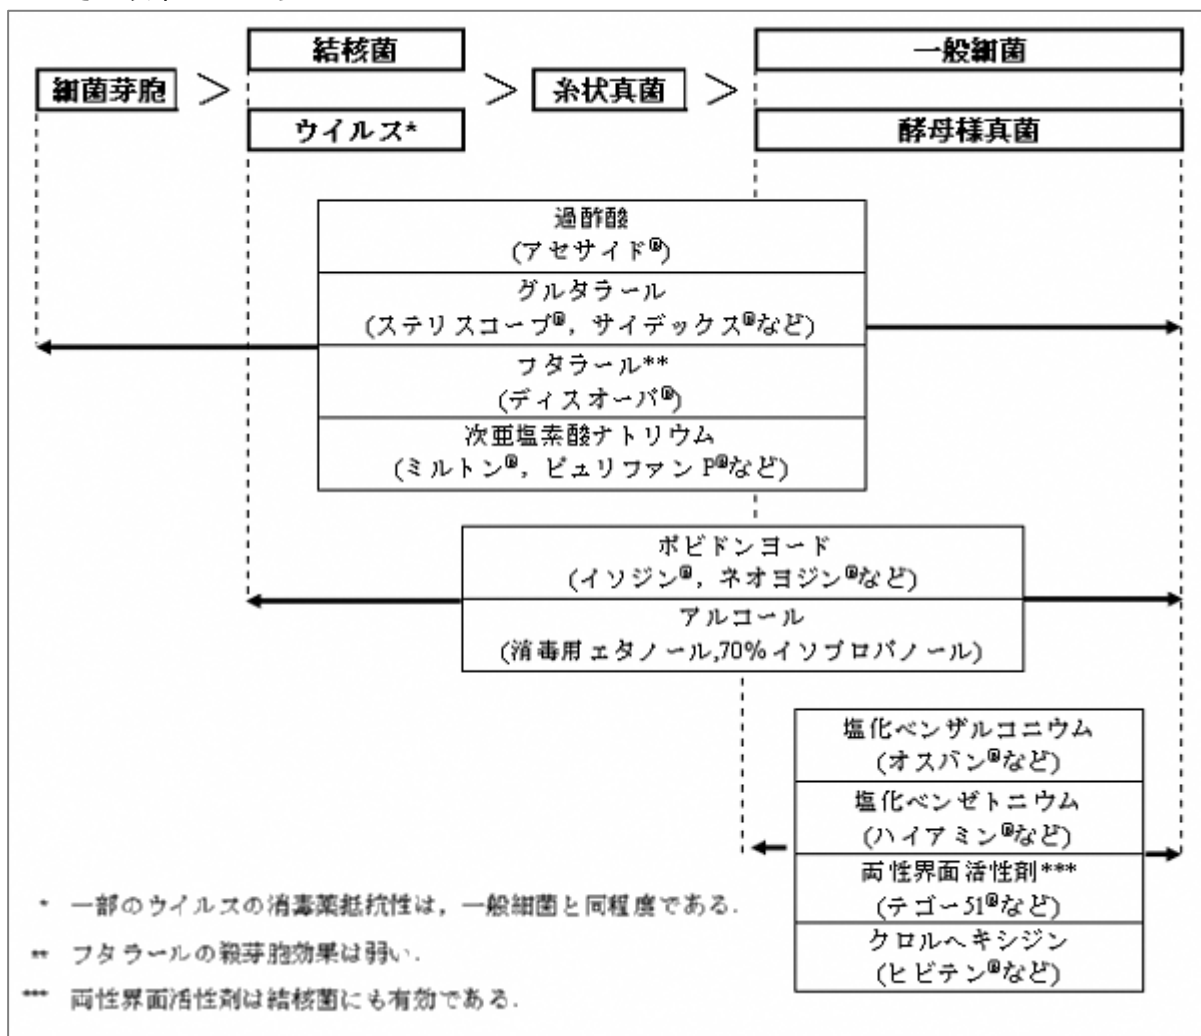 結核菌
一般細菌
細菌芽胞 > > 糸状真菌 >
ウイルス*
酵母様真菌
過酢酸
(アセサイド®)
グルタラール
(ステリスコープ®, サイデックス®など)
フタラール**
(ディスオーパ®)
次亜塩素酸ナトリウム
(ミルトン®, ピュリファンP®など)
ポビドンヨード
(イソジン®, ネオヨジン®など)
アルコール
(消毒用エタノール,70%イソプロパノール)
塩化ベンザルコニウム
(オスバン®など)
塩化ベンゼトニウム
(ハイアミン®など)
両性界面活性剤***
(テゴー51®など)
クロルヘキシジン
(ヒビテン®など)
* 一部のウイルスの消毒薬抵抗性は, 一般細菌と同程度である.
** フタラールの殺芽胞効果は弱い.
*** 両性界面活性剤は結核菌にも有効である.